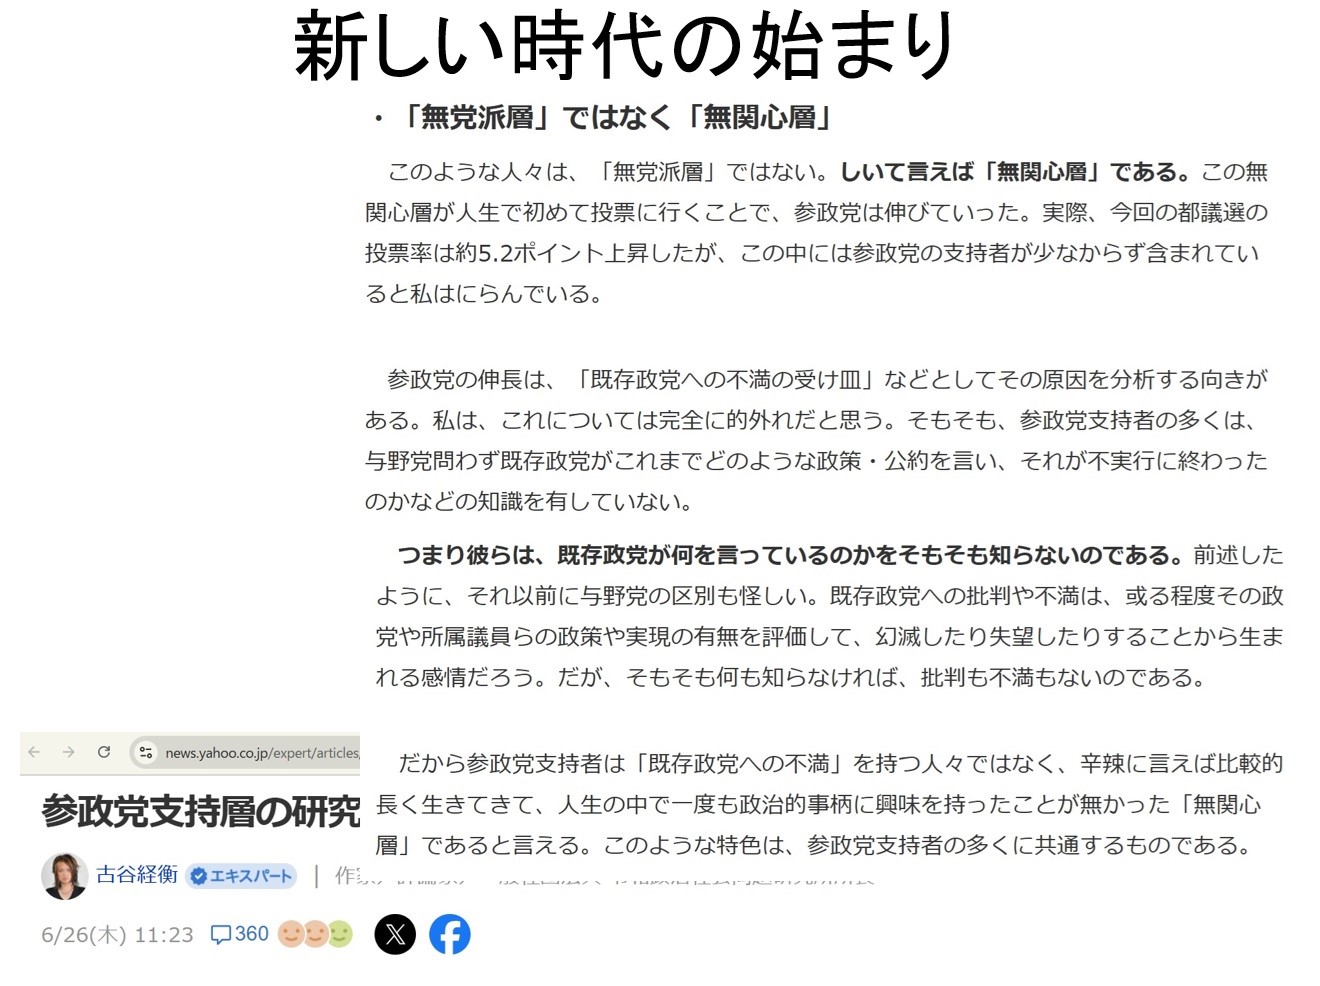 新しい時代の始まり
・「無党派層」ではなく「無関心層」
このような人々は、「無党派層」ではない。しいて言えば「無関心層」である。この無
関心層が人生で初めて投票に行くことで、参政党は伸びていった。実際、今回の都議選の
投票率は約5.2ポイント上昇したが、この中には参政党の支持者が少なからず含まれてい
ると私はにらんでいる。
参政党の伸長は、「既存政党への不満の受け皿」などとしてその原因を分析する向きが
ある。私は、これについては完全に的外れだと思う。そもそも、参政党支持者の多くは、
与野党問わず既存政党がこれまでどのような政策・公約を言い、それが不実行に終わった
のかなどの知識を有していない。
つまり彼らは、既存政党が何を言っているのかをそもそも知らないのである。前述した
ように、それ以前に与野党の区別も怪しい。既存政党への批判や不満は、或る程度その政
党や所属議員らの政策や実現の有無を評価して、幻滅したり失望したりすることから生ま
れる感情だろう。だが、そもそも何も知らなければ、批判も不満もないのである。
だから参政党支持者は「既存政党への不満」を持つ人々ではなく、辛辣に言えば比較的
長く生きてきて、人生の中で一度も政治的事柄に興味を持ったことが無かった「無関心
層」であると言える。このような特色は、参政党支持者の多くに共通するものである。
news.yahoo.co.jp/expert/articles
参政党支持層の研究
古谷経衡 エキスパート | 作
6/26(木) 11:23 360